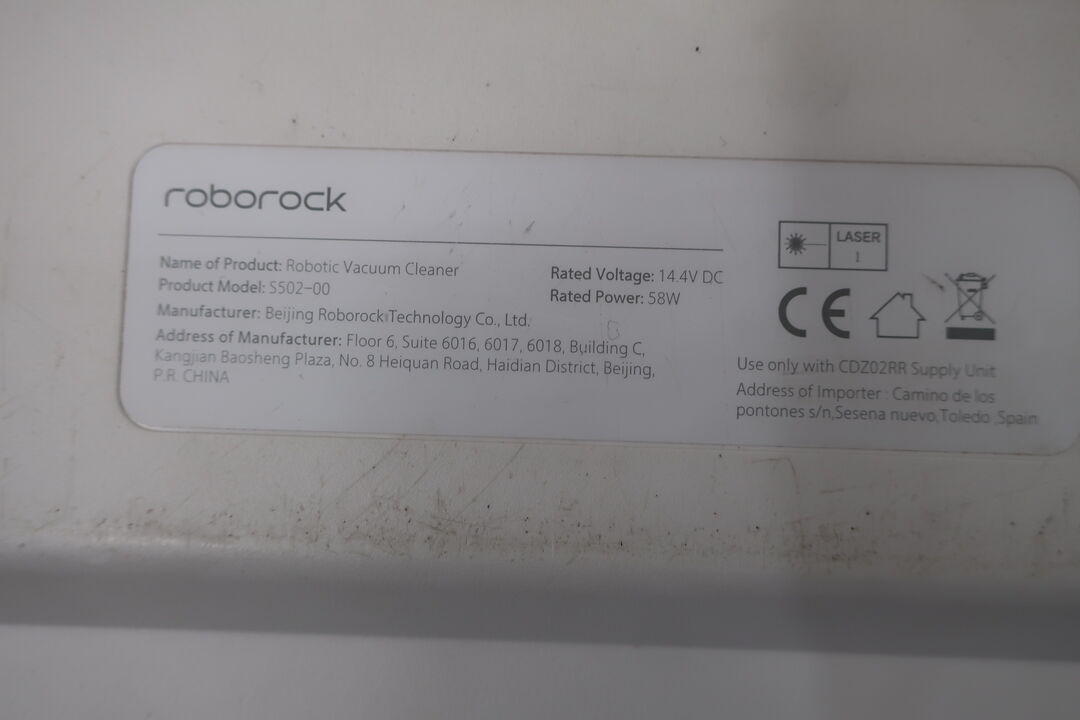 roborock
Name of Product: Robotic Vacuum Cleaner
Product Model: S502-00
Manufacturer: Beijing Roborock Technology Co., Ltd.
Address of Manufacturer: Floor 6, Suite 6016, 6017, 6018, Building C,
Kangjian Baosheng Plaza, No. 8 Heiquan Road, Haidian District, Beijing,
P.R. CHINA
Rated Voltage: 14.4V DC
Rated Power: 58W
LASER
1
CE
Use only with CDZ02RR Supply Unit
Address of Importer : Camino de los
pontones s/n,Sesena nuevo,Toledo ,Spain